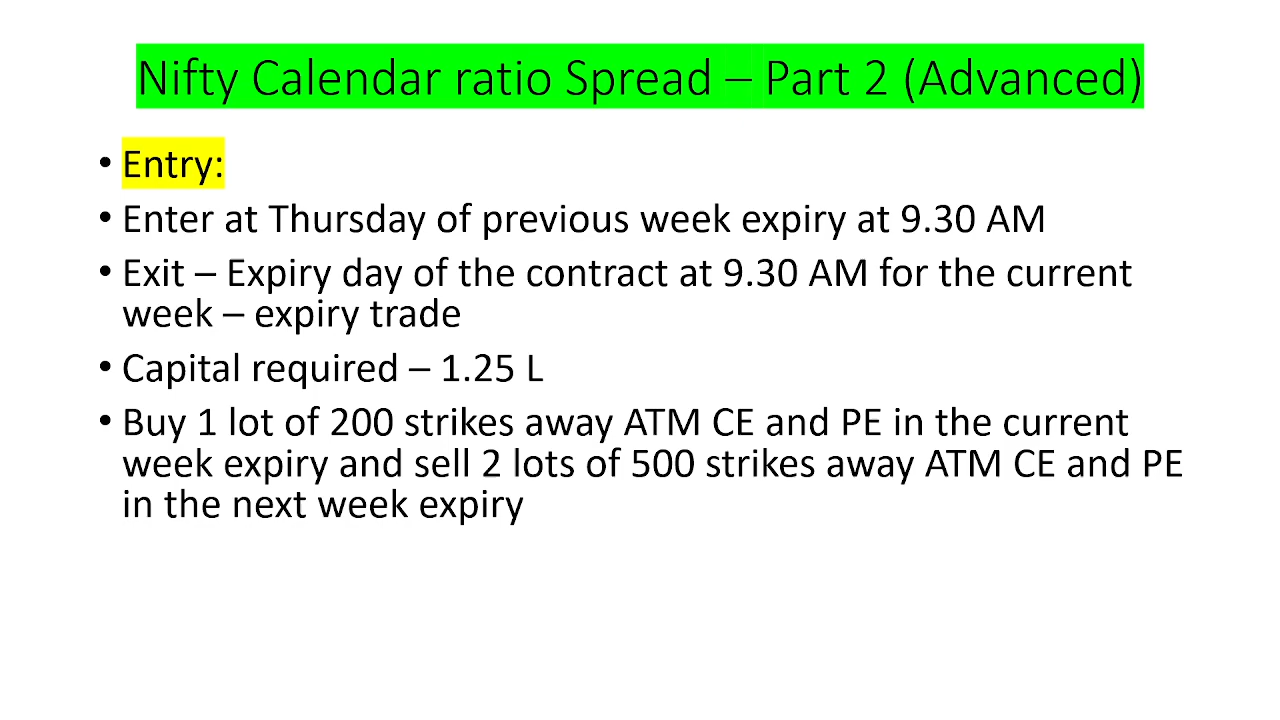 Nifty Calendar ratio Spread – Part 2 (Advanced)
• Entry:
• Enter at Thursday of previous week expiry at 9.30 AM
• Exit – Expiry day of the contract at 9.30 AM for the current
week – expiry trade
• Capital required – 1.25 L
• Buy 1 lot of 200 strikes away ATM CE and PE in the current
week expiry and sell 2 lots of 500 strikes away ATM CE and PE
in the next week expiry